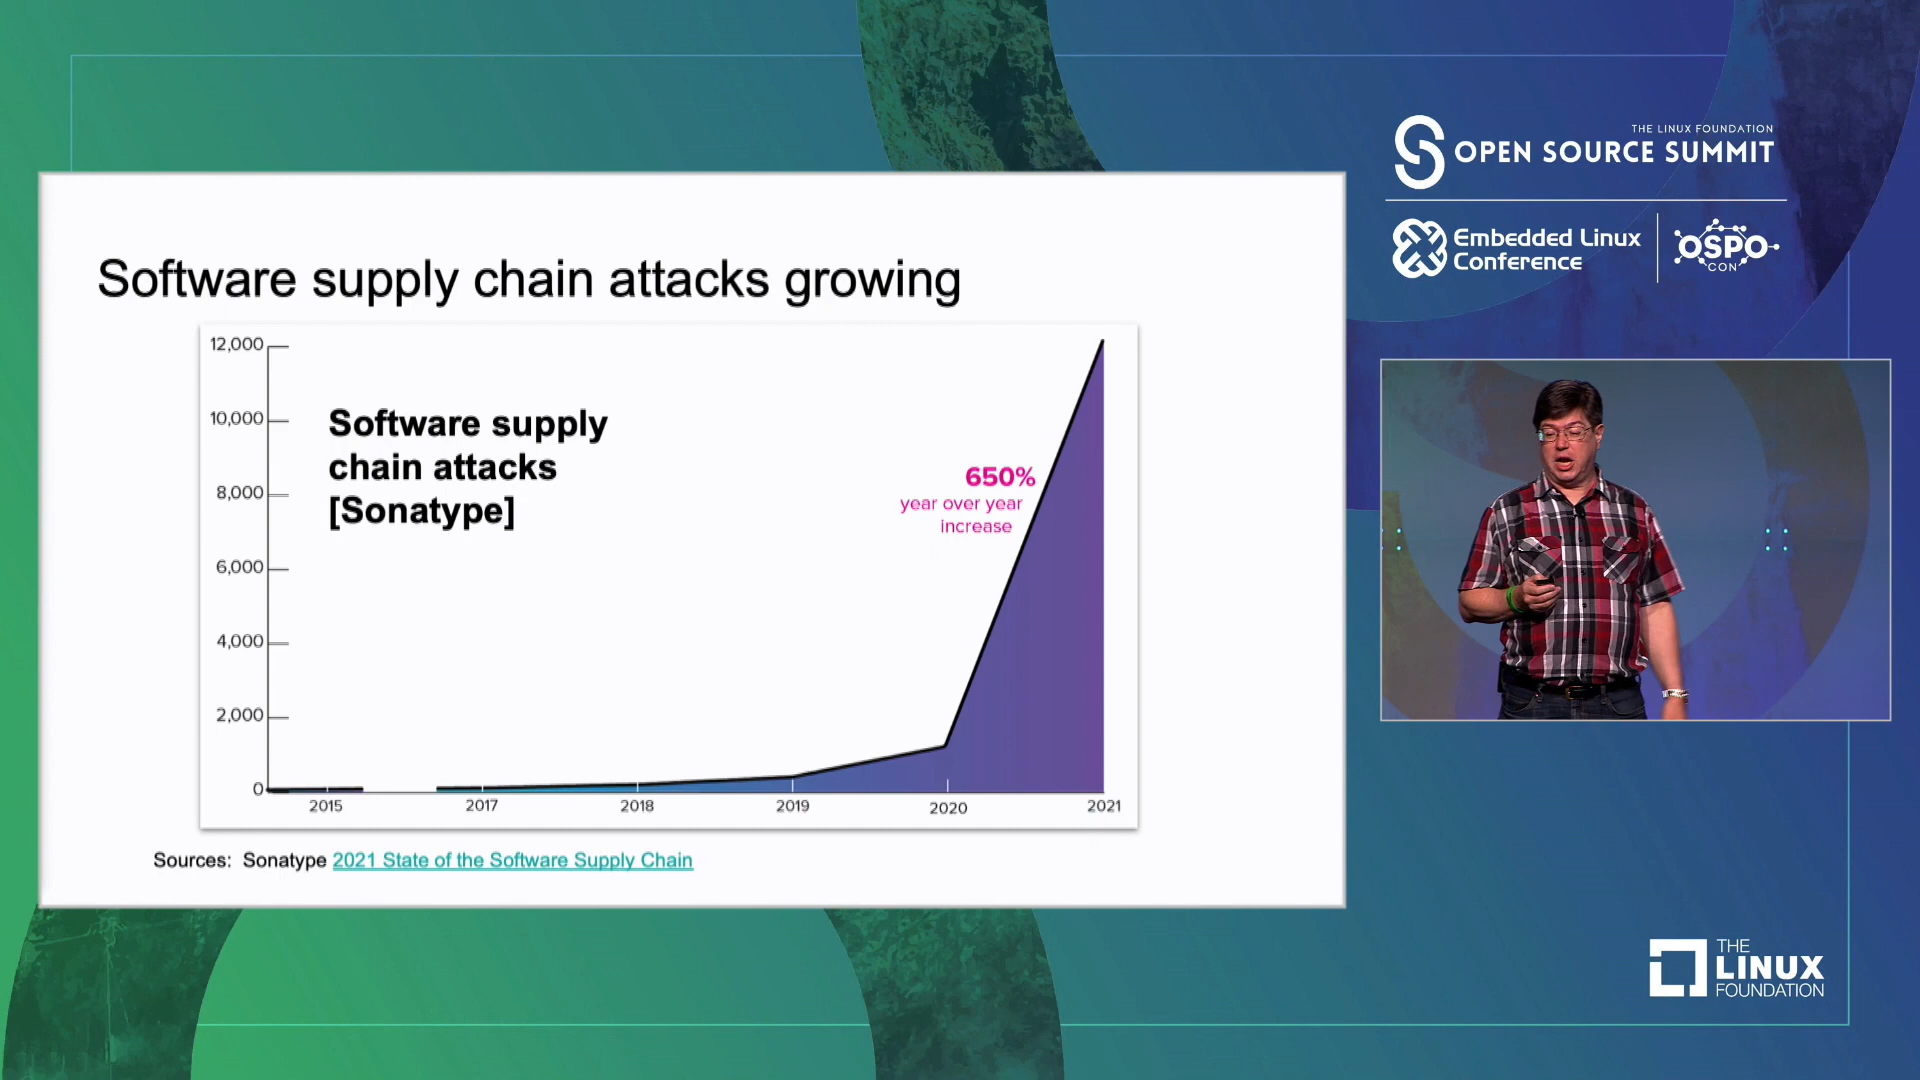 THE LINUX FOUNDATION
OPEN SOURCE SUMMIT
Embedded Linux
Conference
OSPO
CON
Software supply chain attacks growing
12,000
10,000
8,000
6,000
4,000
2,000
0
Software supply
chain attacks
[Sonatype]
650%
year over year
increase
2015
2017
2018
2019
2020
2021
Sources: Sonatype 2021 State of the Software Supply Chain
THE
LINUX
FOUNDATION